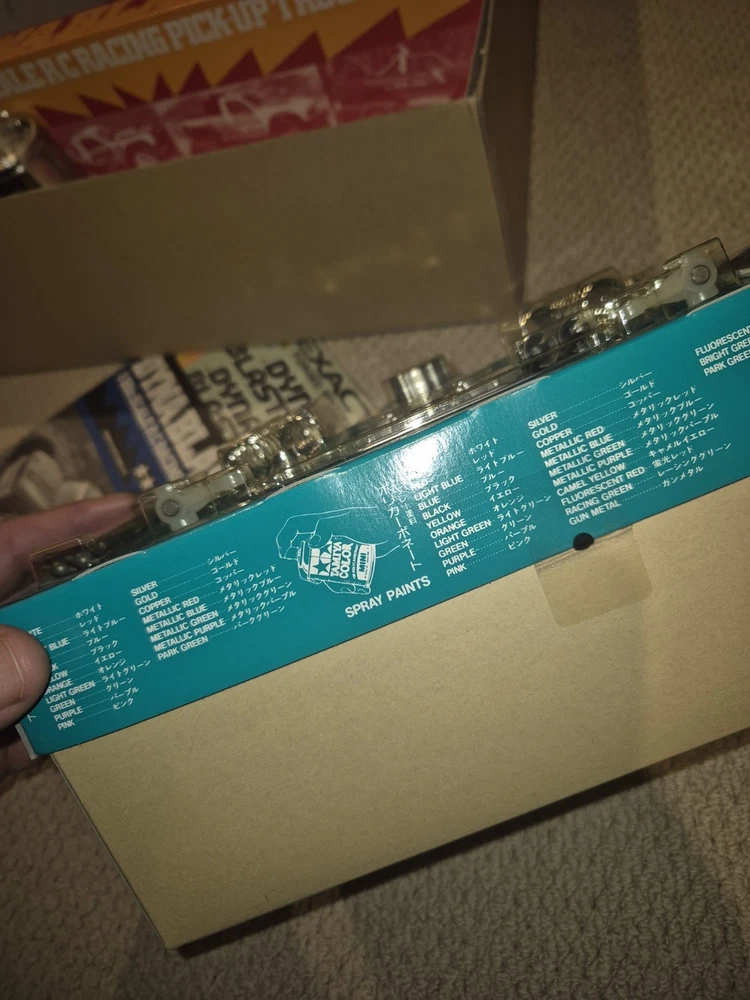 RC RACING PICK-UP
BLAST
DYN
シルバー
ゴールド
コッパー
メタリックレッド
メタリックブルー
メタリックグリーン
メタリックパープル
パークグリーン
SILVER
GOLD
COPPER
METALLIC RED
METALLIC BLUE
METALLIC GREEN
METALLIC PURPLE
PARK GREEN
ホワイト
レッド
ライトブルー
ブルー
ブラック
イエロー
オレンジ
ライトグリーン
グリーン
パープル
ピンク
BLUE
LIGHT GREEN
GREEN
PURPLE
PINK
TAMIYA
COLOR
SPRAY PAINTS
ホワイト
レッド
ライトブルー
ブルー
ブラック
イエロー
オレンジ
ライトグリーン
グリーン
パープル
ピンク
LIGHT BLUE
BLUE
BLACK
YELLOW
ORANGE
LIGHT GREEN
GREEN
PURPLE
PINK
SILVER
GOLD
COPPER
METALLIC RED
METALLIC BLUE
METALLIC GREEN
METALLIC PURPLE
CAMEL YELLOW
FLUORESCENT RED
RACING GREEN
GUN METAL
シルバー
ゴールド
コッパー
メタリックレッド
メタリックブルー
メタリックグリーン
メタリックパープル
キャメルイエロー
蛍光レッド
レーシンググリーン
ガンメタル
FLUORESCENT
BRIGHT GREE
PARK GREE